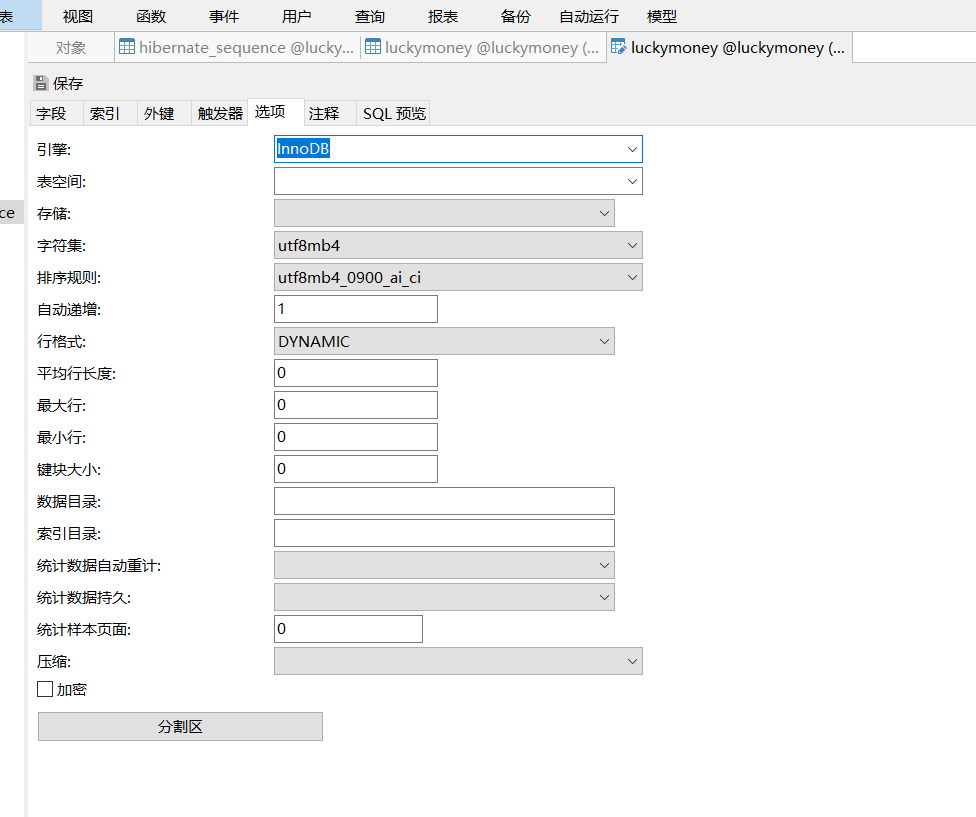 表 视图 函数 事件 用户 查询 报表 备份 自动运行 模型
对象 hibernate_sequence @lucky... luckymoney @luckymoney (... luckymoney @luckymoney (...
保存
字段 索引 外键 触发器 选项 注释 SQL 预览
引擎: InnoDB
表空间:
ce
存储:
字符集: utf8mb4
排序规则: utf8mb4_0900_ai_ci
自动递增: 1
行格式: DYNAMIC
平均行长度: 0
最大行: 0
最小行: 0
键块大小: 0
数据目录:
索引目录:
统计数据自动重计:
统计数据持久:
统计样本页面: 0
压缩:
加密
分割区